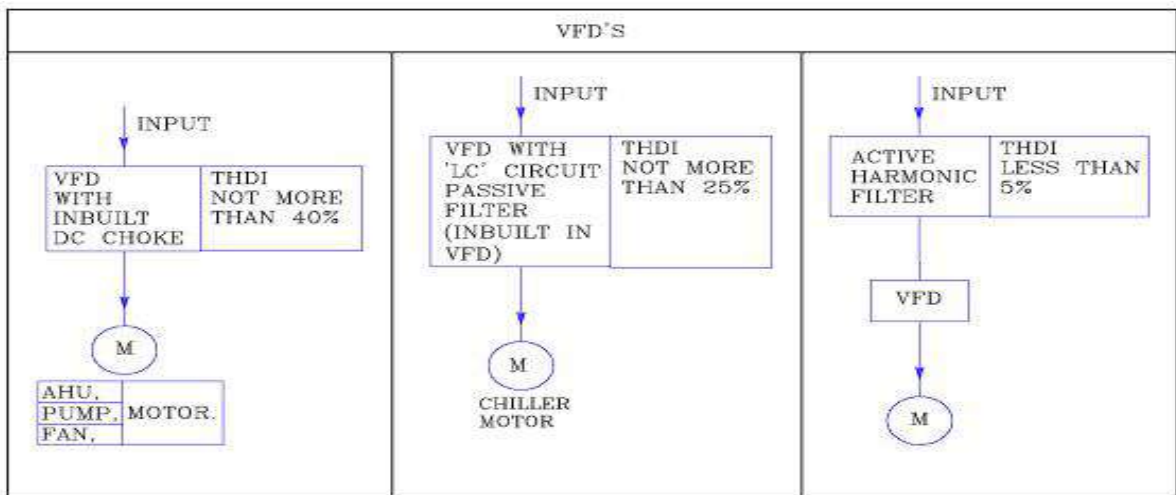 VFD'S
INPUT
VFD
WITH
INBUILT
DC CHOKE
THDI
NOT MORE
THAN 40%
M
AHU,
PUMP,
FAN,
MOTOR.
INPUT
VFD WITH
'LC' CIRCUIT
PASSIVE
FILTER
(INBUILT IN
VFD)
THDI
NOT MORE
THAN 25%
M
CHILLER
MOTOR
INPUT
ACTIVE
HARMONIC
FILTER
THDI
LESS THAN
5%
VFD
M